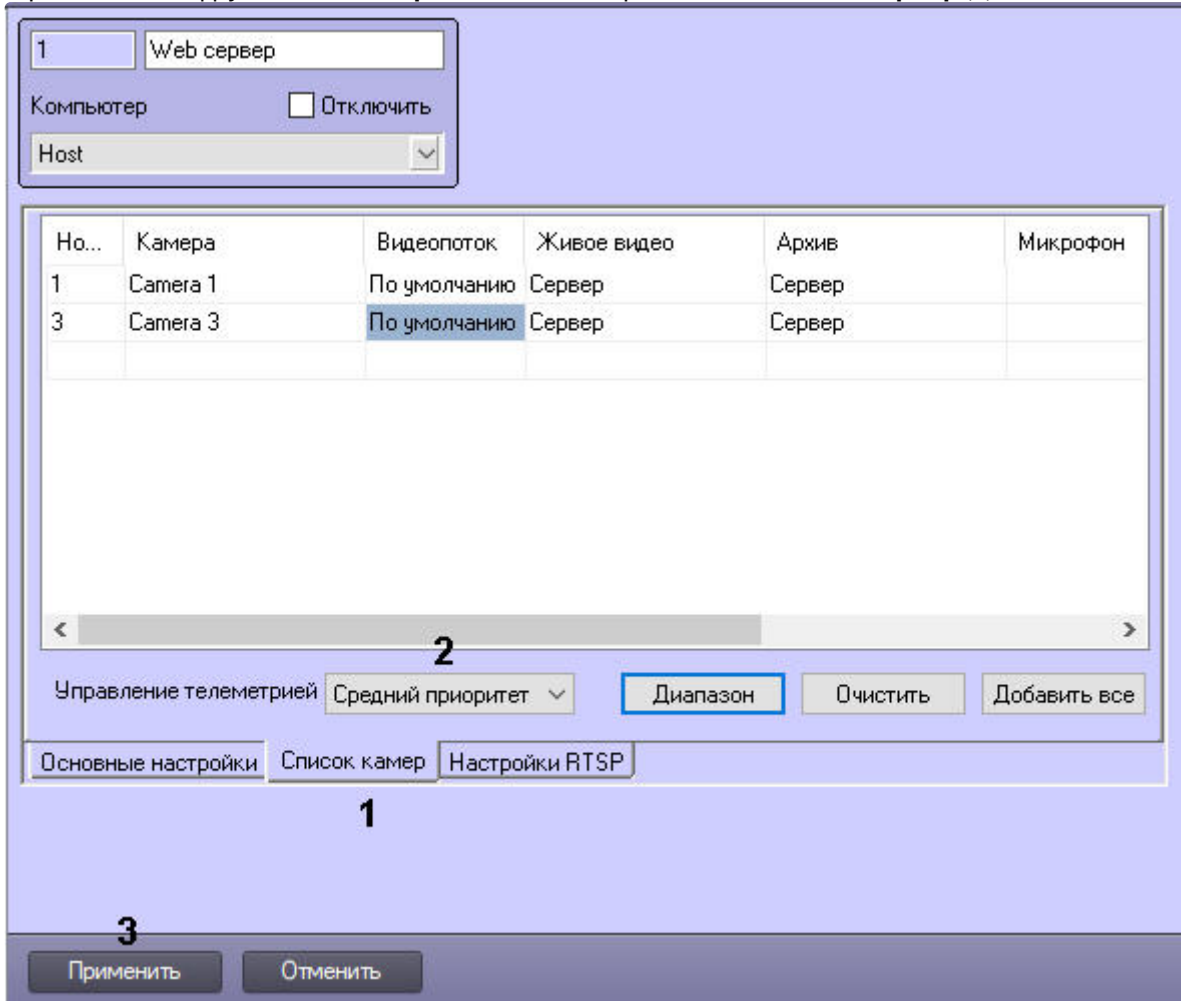 1 Web сервер
Компьютер Отключить
Host
Но... Камера Видеопоток Живое видео Архив Микрофон
1 Camera 1 По умолчанию Сервер Сервер
3 Camera 3 По умолчанию Сервер Сервер
2
Управление телеметрией Средний приоритет Диапазон Очистить Добавить все
Основные настройки Список камер Настройки RTSP
1
3
Применить Отменить